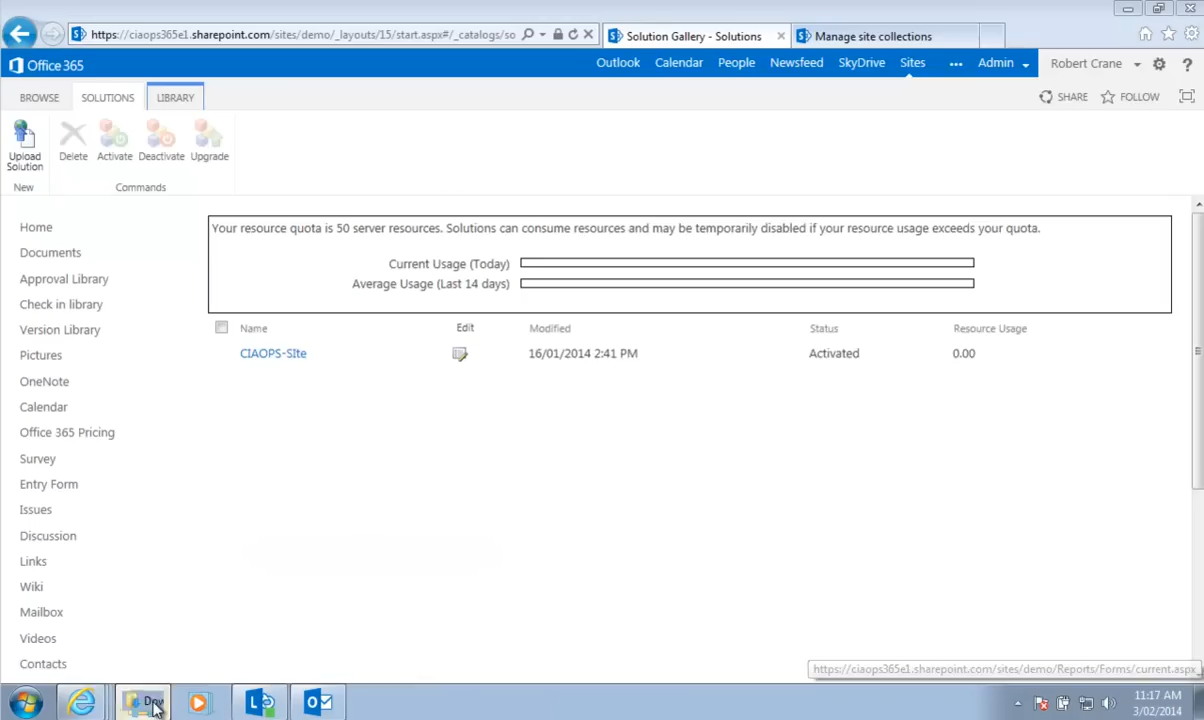 https://ciaops365e1.sharepoint.com/sites/demo/_layouts/15/start.aspx#/_catalogs/so
Solution Gallery - Solutions
Manage site collections
Office 365
Outlook
Calendar
People
Newsfeed
SkyDrive
Sites
...
Admin
Robert Crane
?
BROWSE
SOLUTIONS
LIBRARY
SHARE
FOLLOW
Upload Solution
Delete
Activate
Deactivate
Upgrade
New
Commands
Home
Documents
Approval Library
Check in library
Version Library
Pictures
OneNote
Calendar
Office 365 Pricing
Survey
Entry Form
Issues
Discussion
Links
Wiki
Mailbox
Videos
Contacts
Your resource quota is 50 server resources. Solutions can consume resources and may be temporarily disabled if your resource usage exceeds your quota.
Current Usage (Today)
Average Usage (Last 14 days)
Name Edit Modified Status Resource Usage
CIAOPS-SIte 16/01/2014 2:41 PM Activated 0.00
https://ciaops365e1.sharepoint.com/sites/demo/Reports/Forms/current.aspx
11:17 AM
3/02/2014